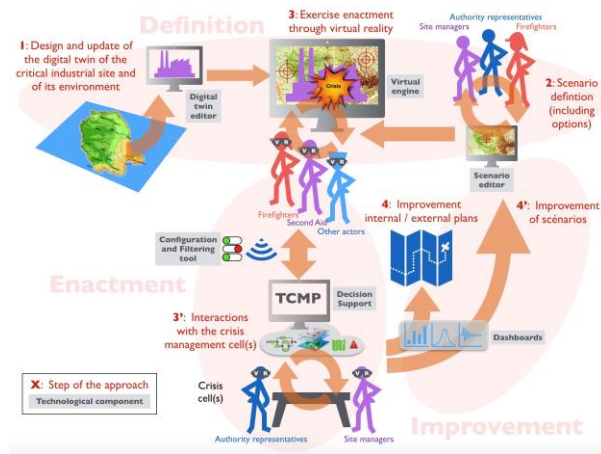 Definition
1: Design and update of
the digital twin of the
critical industrial site and
of its environment
Digital
twin editor
3: Exercise enactment
through virtual reality
Crisis
Virtual
engine
Authority representatives
Site managers
Firefighters
2: Scenario
defintion
(including
options)
Scenario
editor
V R
V R
V R
Firefighters
Second Aid
Other actors
4: Improvement
internal / external plans
4': Improvement
of scénarios
Configuration
and Filtering
tool
Enactment
TCMP
Decision
Support
3': Interactions
with the crisis
management cell(s)
Dashboards
X: Step of the approach
Technological component
Crisis
cell(s)
V R
V R
Authority representatives
Site managers
Improvement